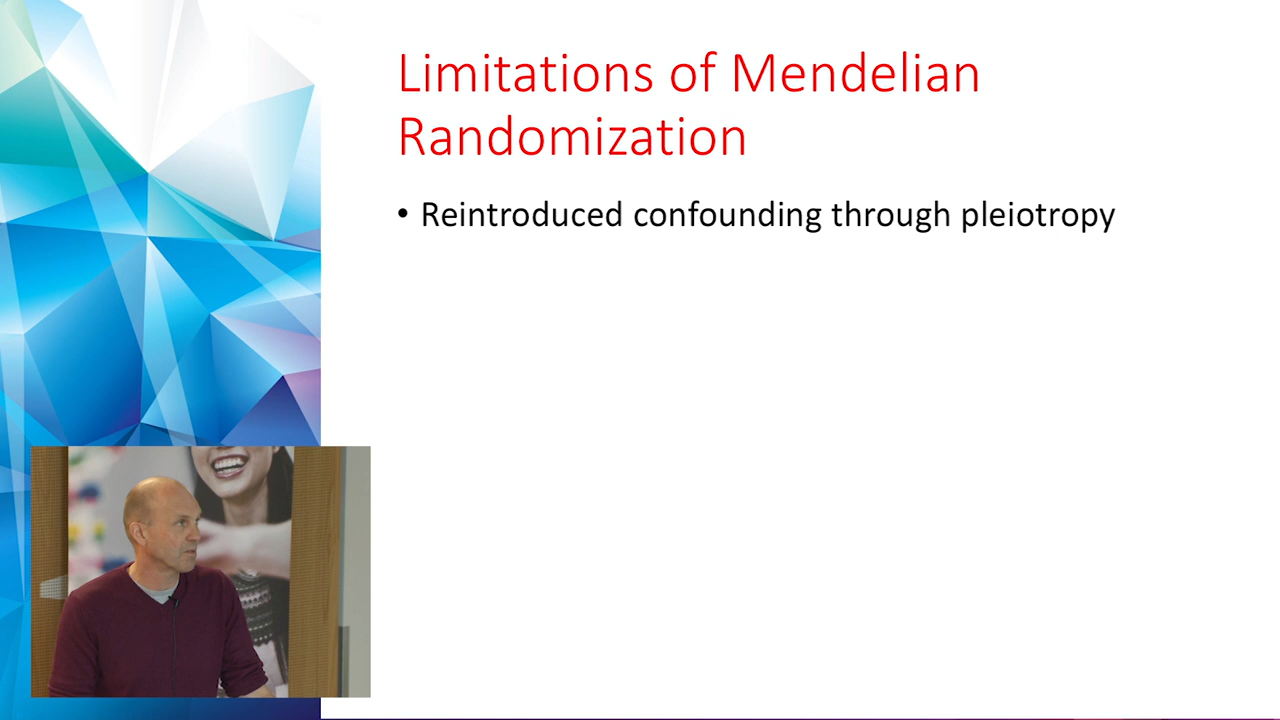 Limitations of Mendelian
Randomization
• Reintroduced confounding through pleiotropy